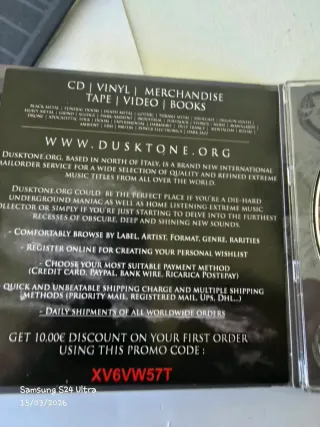 CD | VINYL | MERCHANDISE
TAPE | VIDEO | BOOKS
WWW.DUSKTONE.ORG
DUSKTONE.ORG, BASED IN NORTH OF ITALY, IS A BRAND NEW INTERNATIONAL
MAILORDER SERVICE FOR A WIDE SELECTION OF QUALITY AND REFINED EXTREME
MUSIC TITLES FROM ALL OVER THE WORLD.
DUSKTONE.ORG COULD BE THE PERFECT PLACE IF YOU'RE A DIE-HARD
UNDERGROUND MANIAC AS WELL AS HOME LISTENING EXTREME MUSIC
COLLECTOR OR SIMPLY IF YOU'RE JUST STARTING TO DELVE INTO THE FURTHEST
RECESSES OF OBSCURE, DEEP AND SHINING NEW SOUNDS.
- COMFORTABLY BROWSE BY LABEL, ARTIST, FORMAT, GENRE, RARITIES
- REGISTER ONLINE FOR CREATING YOUR PERSONAL WISHLIST
- CHOOSE YOUR MOST SUITABLE PAYMENT METHOD
(CREDIT CARD, PAYPAL, BANK WIRE, RICARICA POSTEPAY)
QUICK AND UNBEATABLE SHIPPING CHARGE AND MULTIPLE SHIPPING
METHODS (PRIORITY MAIL, REGISTERED MAIL, UPS, DHL...)
- DAILY SHIPMENTS OF ALL WORLDWIDE ORDERS
GET 10.00€ DISCOUNT ON YOUR FIRST ORDER
USING THIS PROMO CODE :
XV6VW57T
Samsung S24 Ultra
15/03/2026